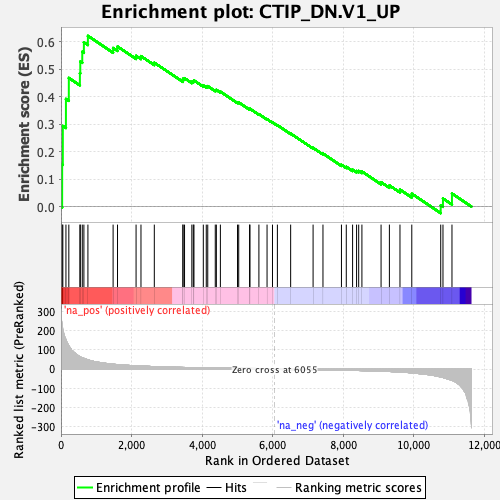 Enrichment plot: CTIP_DN.V1_UP
Enrichment score (ES)
0.6
0.5
0.4
0.3
0.2
0.1
0.0
'na_pos' (positively correlated)
Ranked list metric (PreRanked)
300
200
100
0
-100
-200
-300
Zero cross at 6055
'na_neg' (negatively correlated)
0
2,000
4,000
6,000
8,000
10,000
12,000
Rank in Ordered Dataset
Enrichment profile
Hits
Ranking metric scores